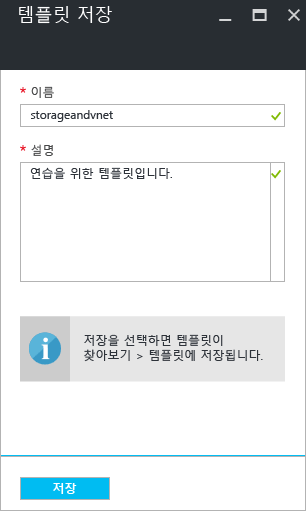 템플릿 저장
* 이름
storageandvnet
* 설명
연습을 위한 템플릿입니다.
저장을 선택하면 템플릿이
찾아보기 > 템플릿에 저장됩니다.
저장